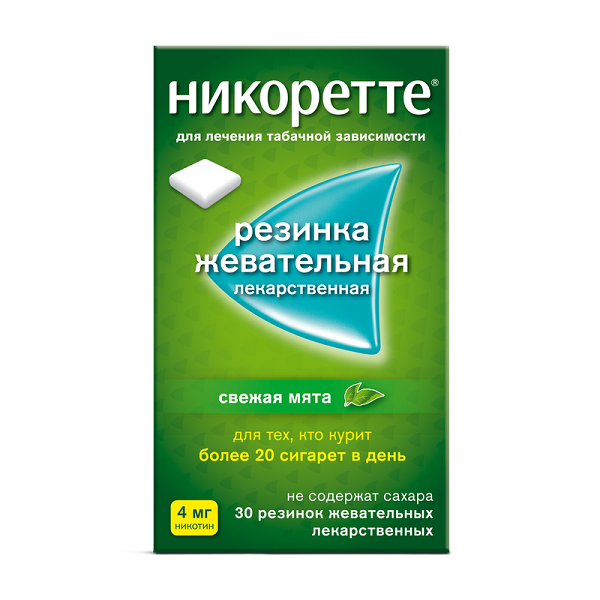 НИКОРЕТТЕ®
для лечения табачной зависимости
резинка
жевательная
лекарственная
свежая мята
для тех, кто курит
более 20 сигарет в день
4 мг
никотин
не содержат сахара
30 резинок жевательных
лекарственных